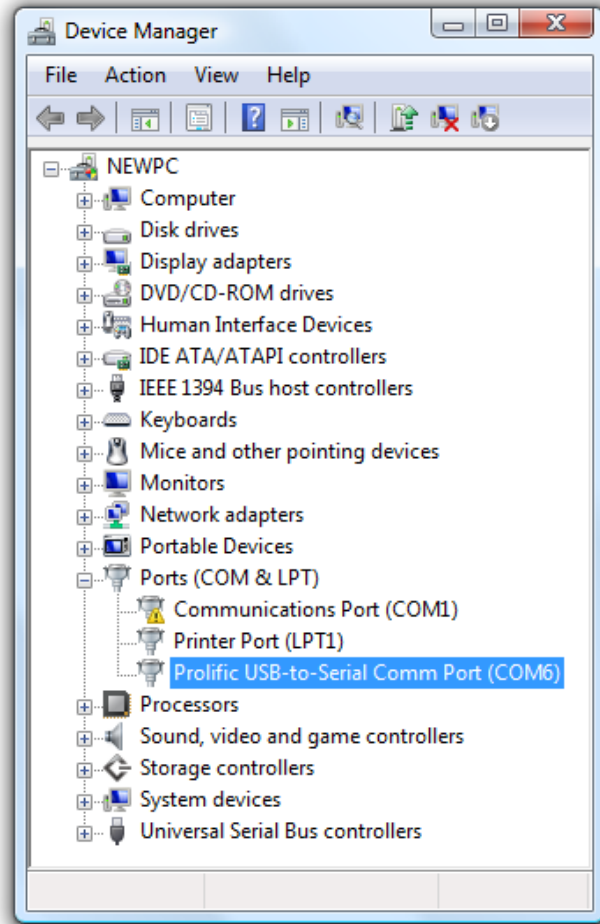 Device Manager
File Action View Help
NEWPC
Computer
Disk drives
Display adapters
DVD/CD-ROM drives
Human Interface Devices
IDE ATA/ATAPI controllers
IEEE 1394 Bus host controllers
Keyboards
Mice and other pointing devices
Monitors
Network adapters
Portable Devices
Ports (COM & LPT)
Communications Port (COM1)
Printer Port (LPT1)
Prolific USB-to-Serial Comm Port (COM6)
Processors
Sound, video and game controllers
Storage controllers
System devices
Universal Serial Bus controllers